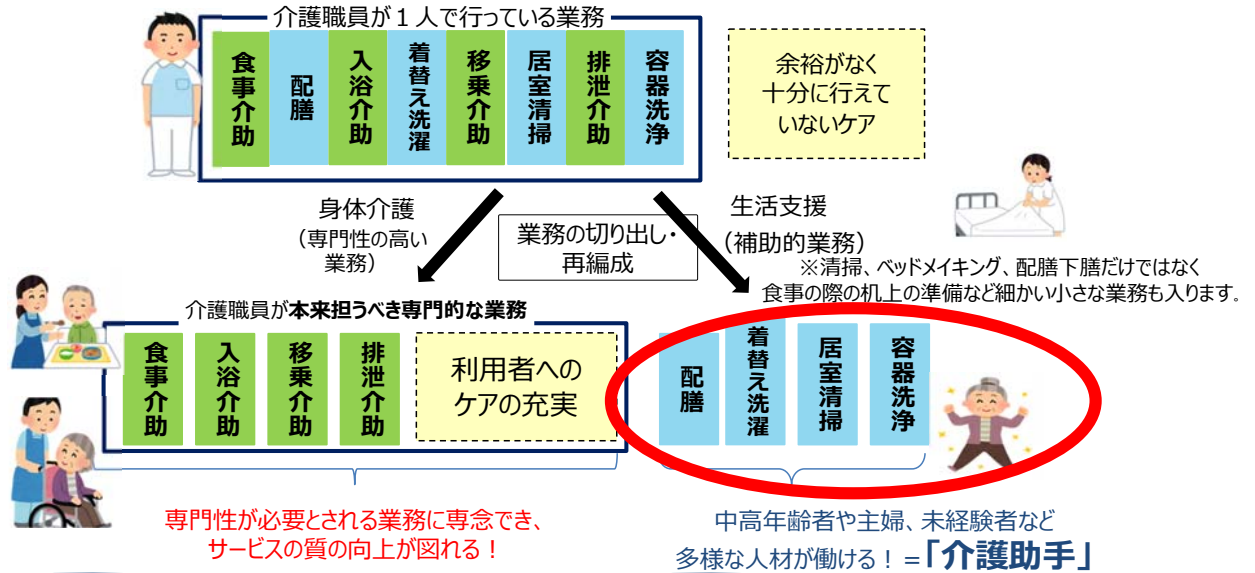 介護職員が１人で行っている業務
食事介助
配膳
入浴介助
着替え洗濯
移乗介助
居室清掃
排泄介助
容器洗浄
余裕がなく
十分に行えて
いないケア
身体介護
（専門性の高い
業務）
業務の切り出し・
再編成
生活支援
（補助的業務）
※清掃、ベッドメイキング、配膳下膳だけではなく
食事の際の机上の準備など細かい小さな業務も入ります。
介護職員が本来担うべき専門的な業務
食事介助
入浴介助
移乗介助
排泄介助
利用者への
ケアの充実
配膳
着替え洗濯
居室清掃
容器洗浄
専門性が必要とされる業務に専念でき、
サービスの質の向上が図れる！
中高年齢者や主婦、未経験者など
多様な人材が働ける！＝「介護助手」